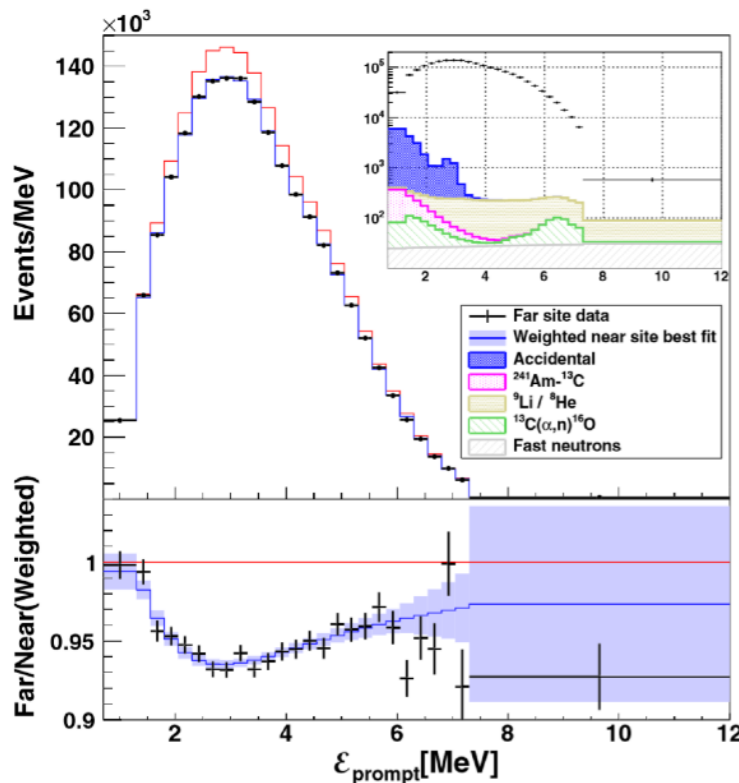 ×10³
140
120
100
80
60
40
20
Events/MeV
10⁵
10⁴
10³
10²
2 4 6 8 10 12
Far site data
Weighted near site best fit
Accidental
²⁴¹Am-¹³C
⁹Li / ⁸He
¹³C(α,n)¹⁶O
Fast neutrons
1
0.95
0.9
Far/Near(Weighted)
2 4 6 8 10 12
ℰprompt[MeV]